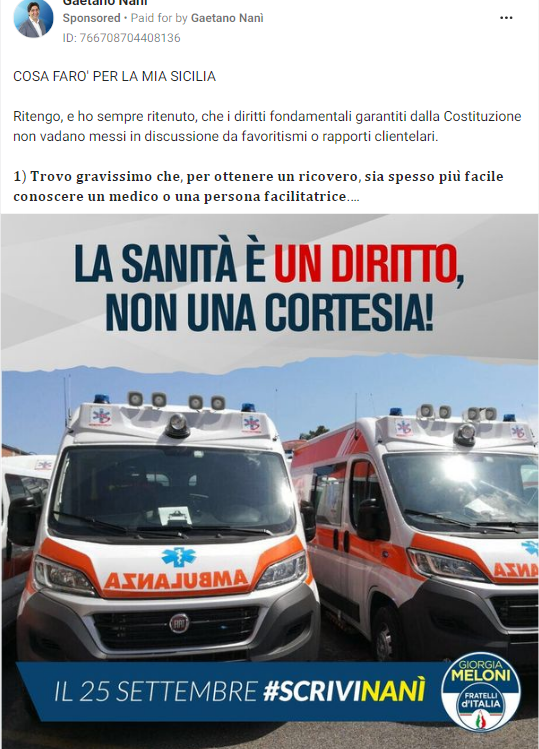 Gaetano Nanì
Sponsored • Paid for by Gaetano Nanì
ID: 766708704408136
COSA FARO' PER LA MIA SICILIA
Ritengo, e ho sempre ritenuto, che i diritti fondamentali garantiti dalla Costituzione
non vadano messi in discussione da favoritismi o rapporti clientelari.
1) Trovo gravissimo che, per ottenere un ricovero, sia spesso più facile
conoscere un medico o una persona facilitatrice....
LA SANITÀ È UN DIRITTO,
NON UNA CORTESIA!
AMBULANZA
IL 25 SETTEMBRE #SCRIVINANÌ
GIORGIA
MELONI
FRATELLI
d'ITALIA